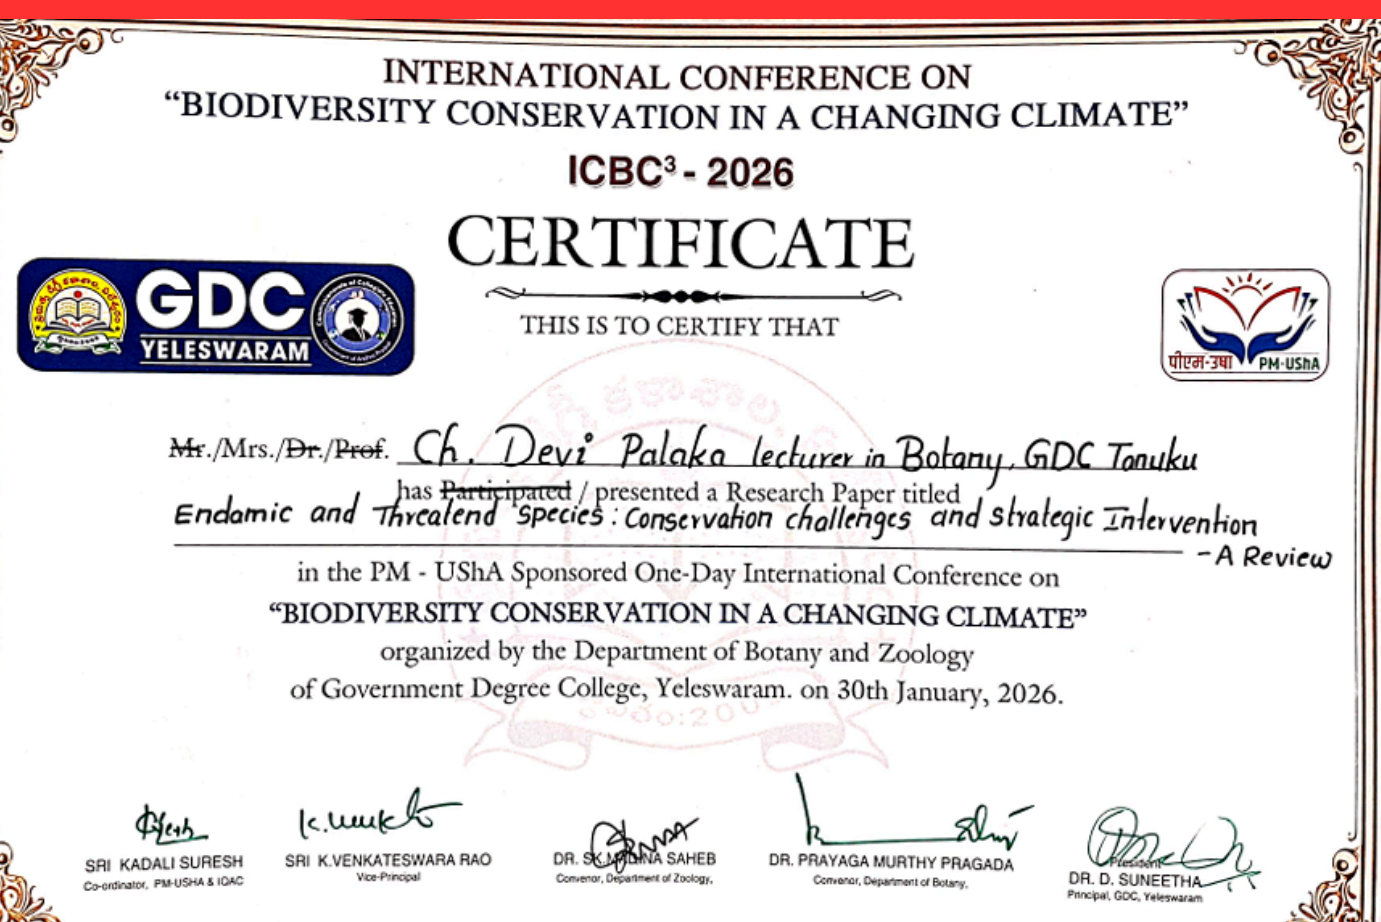 INTERNATIONAL CONFERENCE ON
“BIODIVERSITY CONSERVATION IN A CHANGING CLIMATE”
ICBC³ - 2026
CERTIFICATE
GDC
YELESWARAM
THIS IS TO CERTIFY THAT
पीएम-उषा PM-USHA
Mr./Mrs./Dr./Prof. Ch. Devi Palaka lecturer in Botany, GDC Tanuku
has Participated / presented a Research Paper titled
Endamic and Threatend species : Conservation challenges and strategic Intervention
- A Review
in the PM - UShA Sponsored One-Day International Conference on
“BIODIVERSITY CONSERVATION IN A CHANGING CLIMATE”
organized by the Department of Botany and Zoology
of Government Degree College, Yeleswaram. on 30th January, 2026.
SRI KADALI SURESH
Co-ordinator, PM-USHA & IQAC
SRI K.VENKATESWARA RAO
Vice-Principal
DR. SK.MADINA SAHEB
Convenor, Department of Zoology,
DR. PRAYAGA MURTHY PRAGADA
Convenor, Department of Botany,
President
DR. D. SUNEETHA
Principal, GDC, Yeleswaram